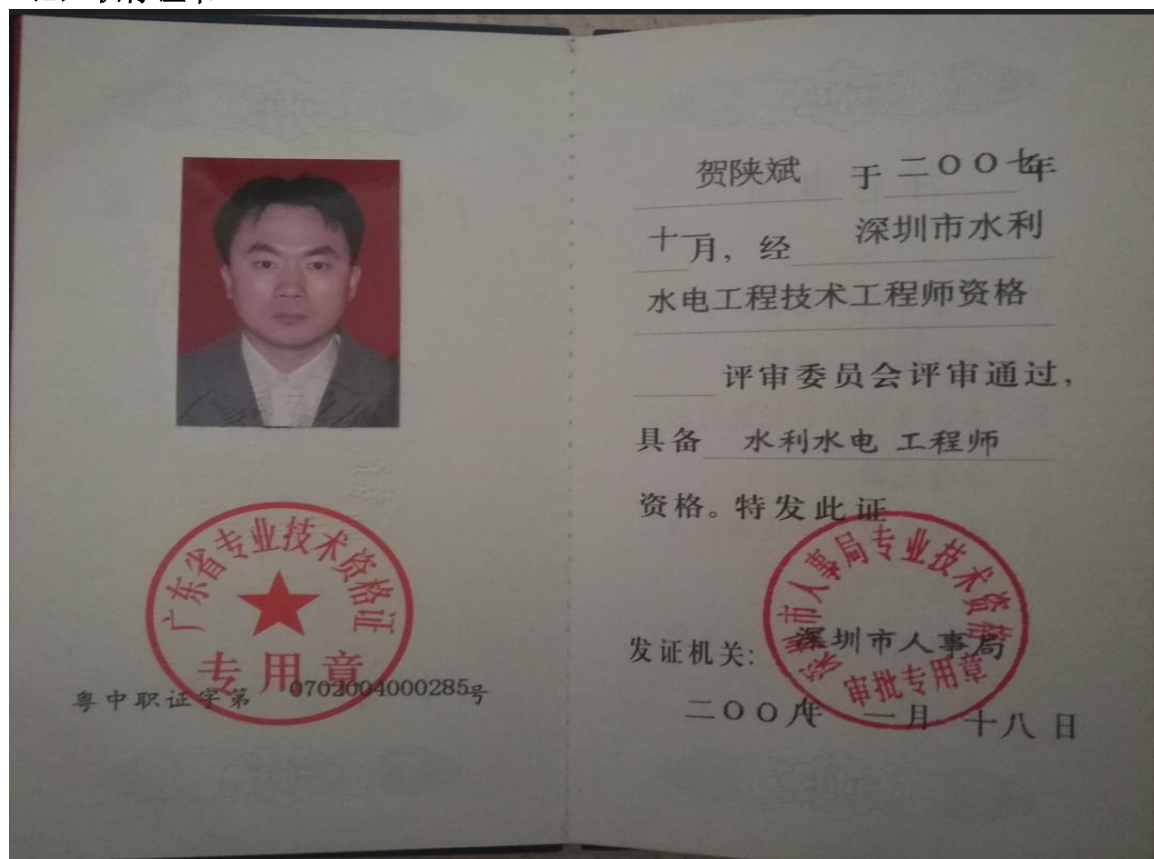 广东省专业技术资格证
专用章
粤中职证字第0702004000285号
贺陕斌 于二〇〇七年
十一月，经 深圳市水利
水电工程技术工程师资格
评审委员会评审通过，
具备 水利水电 工程师
资格。特发此证
深圳市人事局专业技术资格
审批专用章
发证机关：深圳市人事局
二〇〇八年 一月 十八日